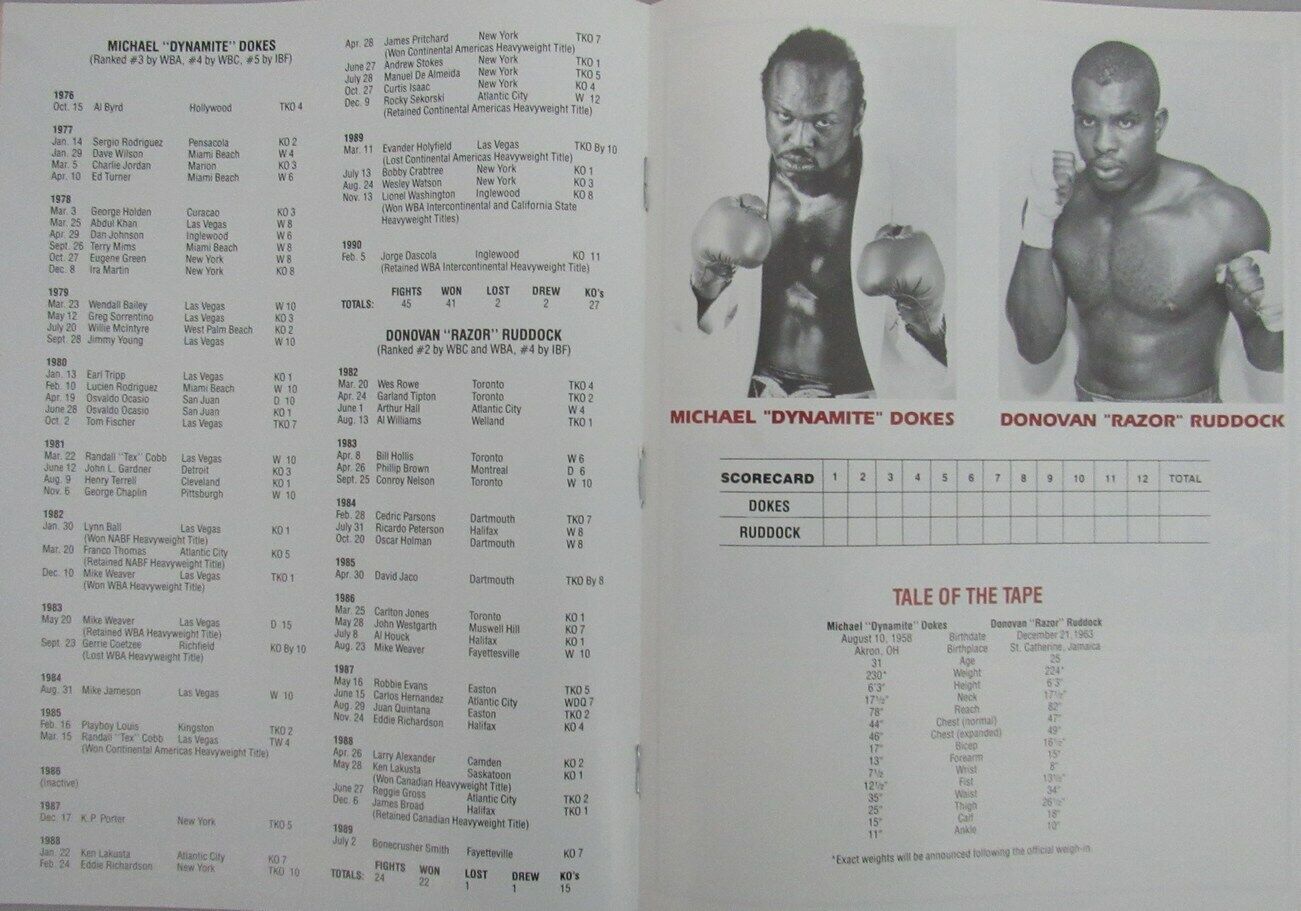 MICHAEL "DYNAMITE" DOKES
(Ranked #3 by WBA, #4 by WBC, #5 by IBF)
1976
Oct. 15 Al Byrd Hollywood TKO 4
1977
Jan. 14 Sergio Rodriguez Pensacola KO 2
Jan. 29 Dave Wilson Miami Beach W 4
Mar. 5 Charlie Jordan Marion KO 3
Apr. 10 Ed Turner Miami Beach W 6
1978
Mar. 3 George Holden Curacao KO 3
Mar. 25 Abdul Khan Las Vegas W 8
Apr. 29 Dan Johnson Inglewood W 6
Sept. 26 Terry Mims Miami Beach W 8
Oct. 27 Eugene Green New York W 8
Dec. 8 Ira Martin New York KO 8
1979
Mar. 23 Wendall Bailey Las Vegas W 10
May 12 Greg Sorrentino Las Vegas KO 3
July 20 Willie McIntyre West Palm Beach KO 2
Sept. 28 Jimmy Young Las Vegas W 10
1980
Jan. 13 Earl Tripp Las Vegas KO 1
Feb. 10 Lucien Rodriguez Miami Beach W 10
Apr. 19 Osvaldo Ocasio San Juan D 10
June 28 Osvaldo Ocasio San Juan KO 1
Oct. 2 Tom Fischer Las Vegas TKO 7
1981
Mar. 22 Randall "Tex" Cobb Las Vegas W 10
June 12 John L. Gardner Detroit KO 3
Aug. 9 Henry Terrell Cleveland KO 1
Nov. 6 George Chaplin Pittsburgh W 10
1982
Jan. 30 Lynn Ball Las Vegas KO 1
(Won NABF Heavyweight Title)
Mar. 20 Franco Thomas Atlantic City KO 5
(Retained NABF Heavyweight Title)
Dec. 10 Mike Weaver Las Vegas TKO 1
(Won WBA Heavyweight Title)
1983
May 20 Mike Weaver Las Vegas D 15
(Retained WBA Heavyweight Title)
Sept. 23 Gerrie Coetzee Richfield KO By 10
(Lost WBA Heavyweight Title)
1984
Aug. 31 Mike Jameson Las Vegas W 10
1985
Feb. 16 Playboy Louis Kingston TKO 2
Mar. 15 Randall "Tex" Cobb Las Vegas TW 4
(Won Continental Americas Heavyweight Title)
1986
(Inactive)
1987
Dec. 17 K.P. Porter New York TKO 5
1988
Jan. 22 Ken Lakusta Atlantic City KO 7
Feb. 24 Eddie Richardson New York TKO 10
Apr. 28 James Pritchard New York TKO 7
(Won Continental Americas Heavyweight Title)
June 27 Andrew Stokes New York TKO 1
July 28 Manuel De Almeida New York TKO 5
Oct. 27 Curtis Isaac New York KO 4
Dec. 9 Rocky Sekorski Atlantic City W 12
(Retained Continental Americas Heavyweight Title)
1989
Mar. 11 Evander Holyfield Las Vegas TKO By 10
(Lost Continental Americas Heavyweight Title)
July 13 Bobby Crabtree New York KO 1
Aug. 24 Wesley Watson New York KO 3
Nov. 13 Lionel Washington Inglewood KO 8
(Won WBA Intercontinental and California State
Heavyweight Titles)
1990
Feb. 5 Jorge Dascola Inglewood KO 11
(Retained WBA Intercontinental Heavyweight Title)
FIGHTS WON LOST DREW KO's
TOTALS: 45 41 2 2 27
DONOVAN "RAZOR" RUDDOCK
(Ranked #2 by WBC and WBA, #4 by IBF)
1982
Mar. 20 Wes Rowe Toronto TKO 4
Apr. 24 Garland Tipton Toronto TKO 2
June 1 Arthur Hall Atlantic City W 4
Aug. 13 Al Williams Welland TKO 1
1983
Apr. 8 Bill Hollis Toronto W 6
Apr. 26 Phillip Brown Montreal D 6
Sept. 25 Conroy Nelson Toronto W 10
1984
Feb. 28 Cedric Parsons Dartmouth TKO 7
July 31 Ricardo Peterson Halifax W 8
Oct. 20 Oscar Holman Dartmouth W 8
1985
Apr. 30 David Jaco Dartmouth TKO By 8
1986
Mar. 25 Carlton Jones Toronto KO 1
May 28 John Westgarth Muswell Hill KO 7
July 8 Al Houck Halifax KO 1
Aug. 23 Mike Weaver Fayettesville W 10
1987
May 16 Robbie Evans Easton TKO 5
June 15 Carlos Hernandez Atlantic City WDQ 7
Aug. 29 Juan Quintana Easton TKO 2
Nov. 24 Eddie Richardson Halifax KO 4
1988
Apr. 26 Larry Alexander Camden KO 2
May 28 Ken Lakusta Saskatoon KO 1
(Won Canadian Heavyweight Title)
June 27 Reggie Gross Atlantic City TKO 2
Dec. 6 James Broad Halifax TKO 1
(Retained Canadian Heavyweight Title)
1989
July 2 Bonecrusher Smith Fayetteville KO 7
FIGHTS WON LOST DREW KO's
TOTALS: 24 22 1 1 15
MICHAEL "DYNAMITE" DOKES DONOVAN "RAZOR" RUDDOCK
SCORECARD 1 2 3 4 5 6 7 8 9 10 11 12 TOTAL
DOKES
RUDDOCK
TALE OF THE TAPE
Michael "Dynamite" Dokes Donovan "Razor" Ruddock
August 10, 1958 Birthdate December 21, 1963
Akron, OH Birthplace St. Catherine, Jamaica
31 Age 25
230* Weight 224*
6'3" Height 6'3"
17½" Neck 17½"
78" Reach 82"
44" Chest (normal) 47"
46" Chest (expanded) 49"
17" Bicep 16½"
13" Forearm 15"
7½ Wrist 8"
12½" Fist 13½"
35" Waist 34"
25" Thigh 26½"
15" Calf 18"
11" Ankle 10"
*Exact weights will be announced following the official weigh-in.